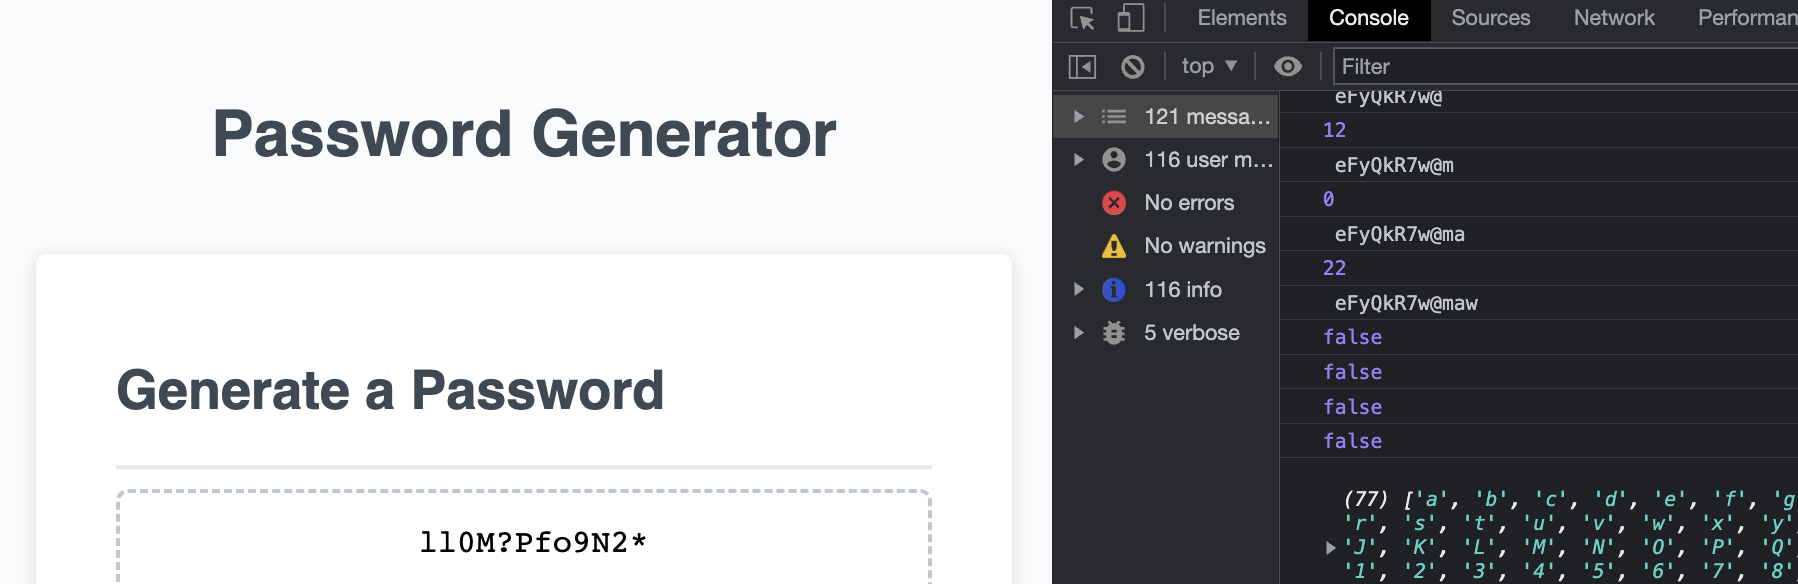 Password Generator
Generate a Password
ll0M?Pfo9N2*
Elements Console Sources Network Performan
top Filter
121 messa...
116 user m...
No errors
No warnings
116 info
5 verbose
eFyQkR7w@
12
eFyQkR7w@m
0
eFyQkR7w@ma
22
eFyQkR7w@maw
false
false
false
false
(77) ['a', 'b', 'c', 'd', 'e', 'f', 'g
'r', 's', 't', 'u', 'v', 'w', 'x', 'y'
'J', 'K', 'L', 'M', 'N', 'O', 'P', 'Q'
'1', '2', '3', '4', '5', '6', '7', '8'